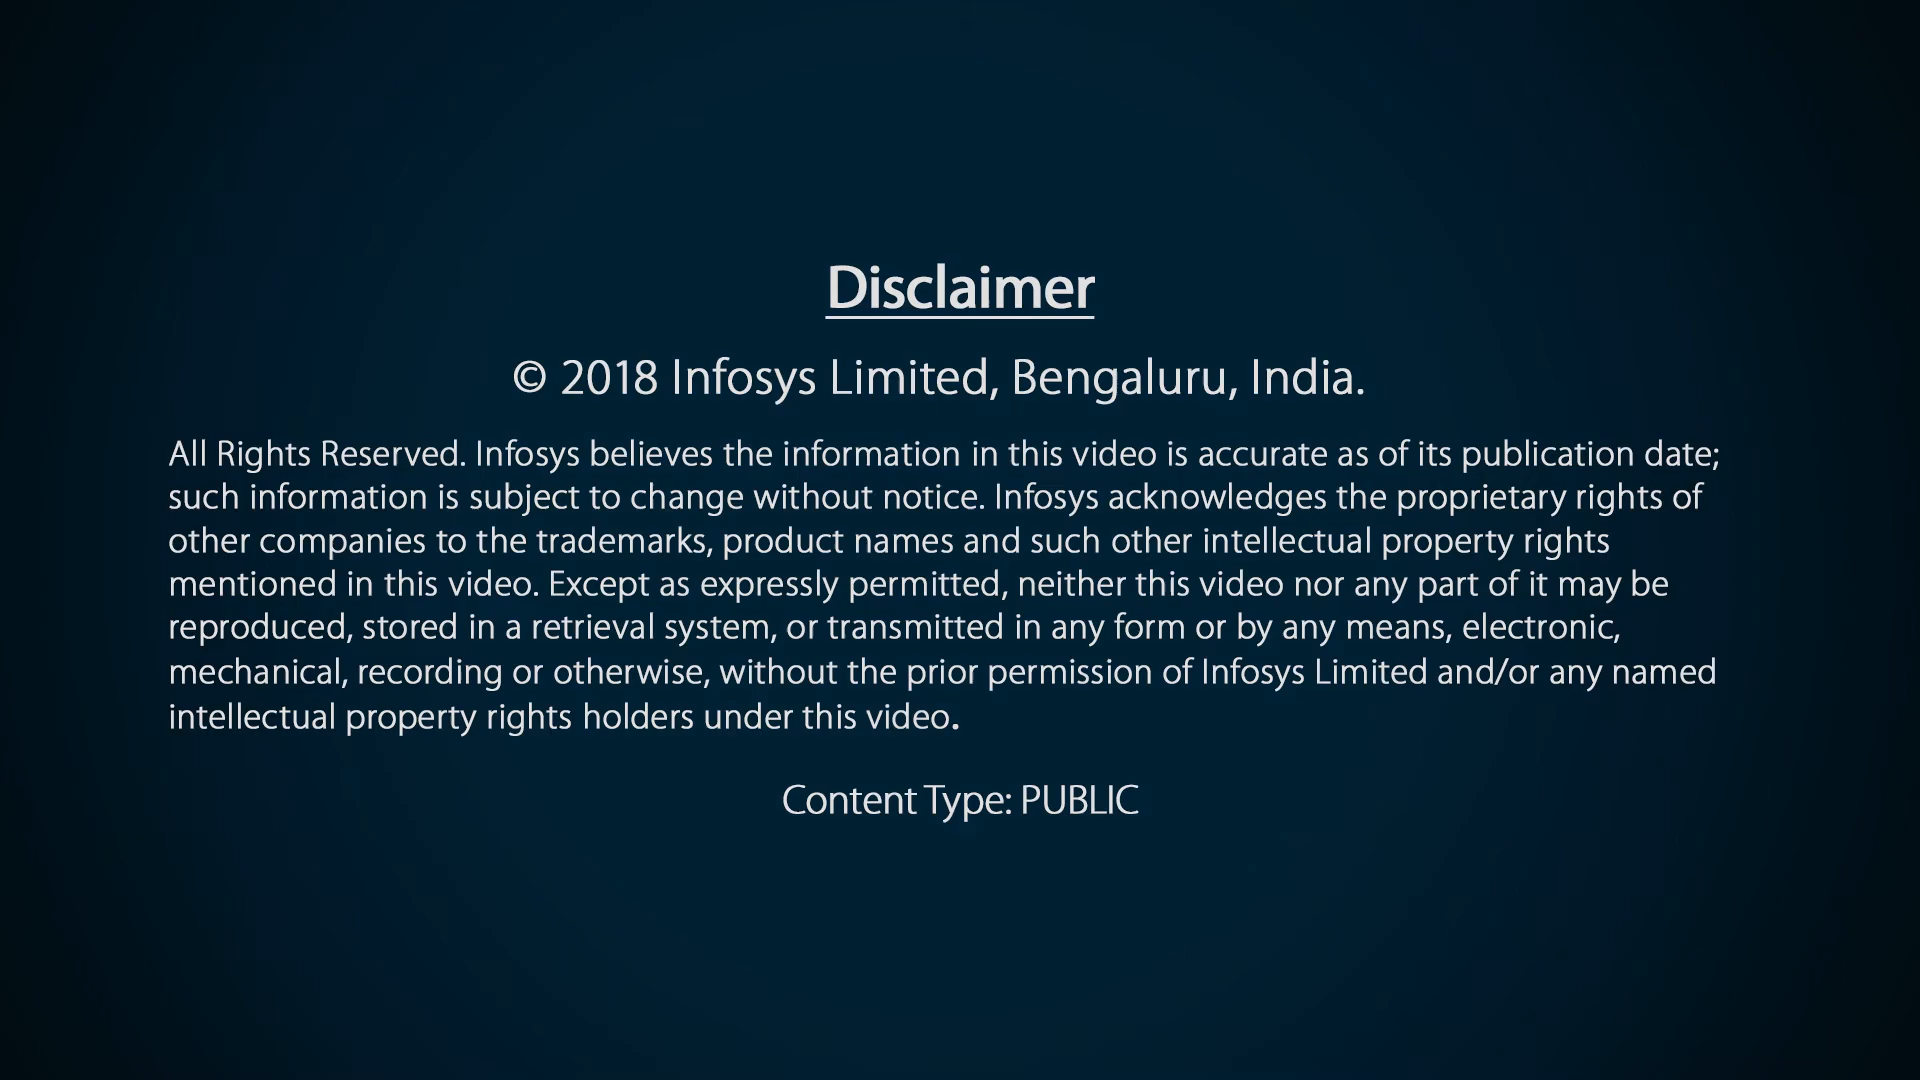 Disclaimer
© 2018 Infosys Limited, Bengaluru, India.
All Rights Reserved. Infosys believes the information in this video is accurate as of its publication date;
such information is subject to change without notice. Infosys acknowledges the proprietary rights of
other companies to the trademarks, product names and such other intellectual property rights
mentioned in this video. Except as expressly permitted, neither this video nor any part of it may be
reproduced, stored in a retrieval system, or transmitted in any form or by any means, electronic,
mechanical, recording or otherwise, without the prior permission of Infosys Limited and/or any named
intellectual property rights holders under this video.
Content Type: PUBLIC